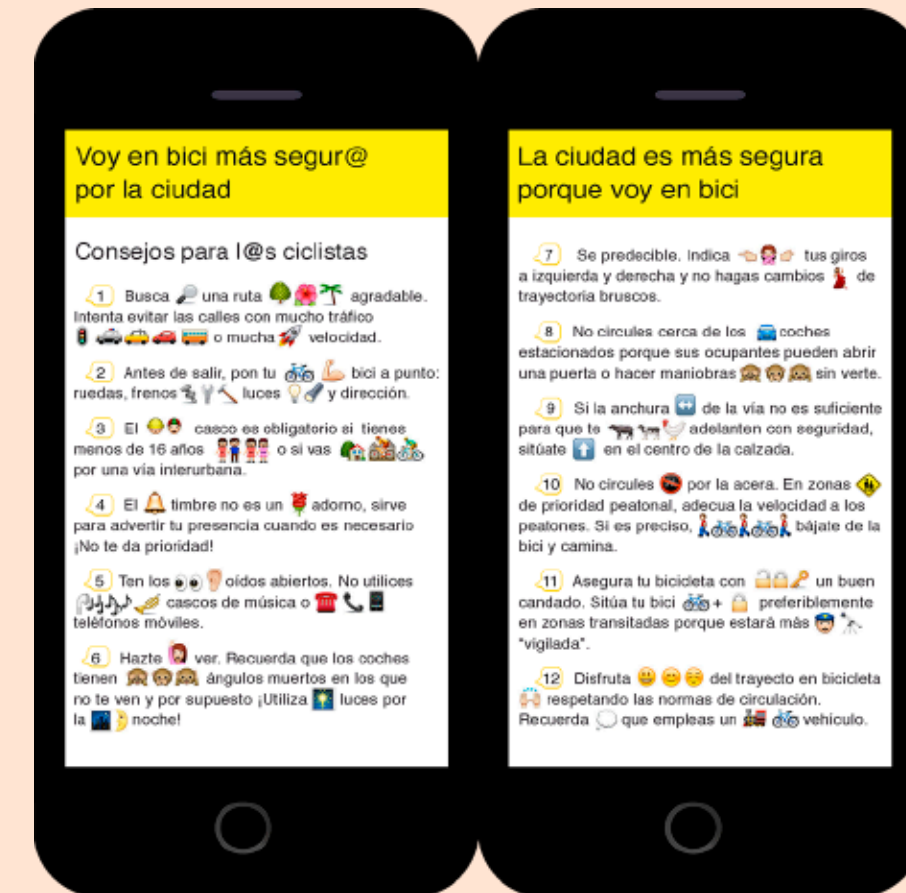 Voy en bici más segur@
por la ciudad
Consejos para l@s ciclistas
1 Busca 🔎 una ruta 🌳🌺🌴 agradable.
Intenta evitar las calles con mucho tráfico
🚦🚗🚕🚗🚌 o mucha 🚀 velocidad.
2 Antes de salir, pon tu 🚲 💪 bici a punto:
ruedas, frenos 🔩🔧🔨 luces 💡🔦 y dirección.
3 El casco es obligatorio si tienes
menos de 16 años 👫👭 o si vas 🏡🚵🚴
por una vía interurbana.
4 El 🔔 timbre no es un 🌹 adorno, sirve
para advertir tu presencia cuando es necesario
¡No te da prioridad!
5 Ten los 👀👂 oídos abiertos. No utilices
🎧🎶🎺 cascos de música o ☎️📞📱
teléfonos móviles.
6 Hazte 🙋 ver. Recuerda que los coches
tienen 🙈🙊🙈 ángulos muertos en los que
no te ven y por supuesto ¡Utiliza 🎇 luces por
la 🌃🌛 noche!
La ciudad es más segura
porque voy en bici
7 Se predecible. Indica 👈🙎👉 tus giros
a izquierda y derecha y no hagas cambios 💃 de
trayectoria bruscos.
8 No circules cerca de los 🚘 coches
estacionados porque sus ocupantes pueden abrir
una puerta o hacer maniobras 🙈🙊🙈 sin verte.
9 Si la anchura ↔️ de la vía no es suficiente
para que te 🐃🐄🐓 adelanten con seguridad,
sitúate ⬆️ en el centro de la calzada.
10 No circules 🚳 por la acera. En zonas 🚸
de prioridad peatonal, adecua la velocidad a los
peatones. Si es preciso, 🚶🚲🚶🚲🚶 bájate de la
bici y camina.
11 Asegura tu bicicleta con 🔓🔒🔑 un buen
candado. Sitúa tu bici 🚲+ 🔒 preferiblemente
en zonas transitadas porque estará más 👮🔭
"vigilada".
12 Disfruta 😀😊😌 del trayecto en bicicleta
🙌 respetando las normas de circulación.
Recuerda 💭 que empleas un 🚂🚲 vehículo.